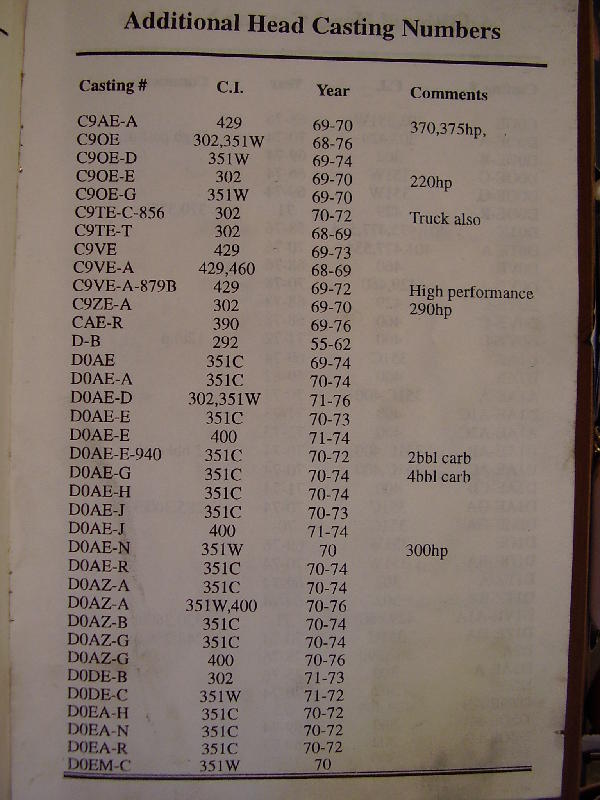 Additional Head Casting Numbers
Casting # C.I. Year Comments
C9AE-A 429 69-70 370,375hp,
C9OE 302,351W 68-76
C9OE-D 351W 69-74
C9OE-E 302 69-70 220hp
C9OE-G 351W 69-70
C9TE-C-856 302 70-72 Truck also
C9TE-T 302 68-69
C9VE 429 69-73
C9VE-A 429,460 68-69
C9VE-A-879B 429 69-72 High performance
C9ZE-A 302 69-70 290hp
CAE-R 390 69-76
D-B 292 55-62
D0AE 351C 69-74
D0AE-A 351C 70-74
D0AE-D 302,351W 71-76
D0AE-E 351C 70-73
D0AE-E 400 71-74
D0AE-E-940 351C 70-72 2bbl carb
D0AE-G 351C 70-74 4bbl carb
D0AE-H 351C 70-74
D0AE-J 351C 70-73
D0AE-J 400 71-74
D0AE-N 351W 70 300hp
D0AE-R 351C 70-74
D0AZ-A 351C 70-74
D0AZ-A 351W,400 70-76
D0AZ-B 351C 70-74
D0AZ-G 351C 70-74
D0AZ-G 400 70-76
D0DE-B 302 71-73
D0DE-C 351W 71-72
D0EA-H 351C 70-72
D0EA-N 351C 70-72
D0EA-R 351C 70-72
D0EM-C 351W 70